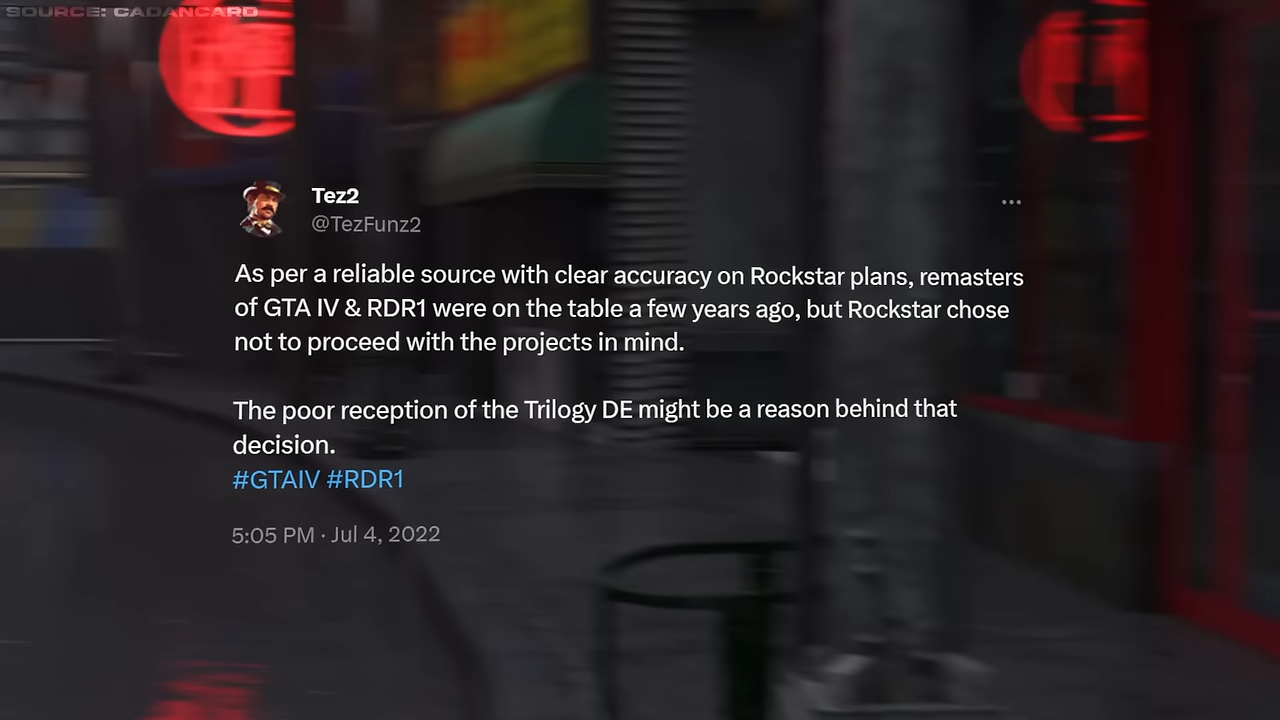 SOURCE: CADANCARD
Tez2
@TezFunz2
As per a reliable source with clear accuracy on Rockstar plans, remasters
of GTA IV & RDR1 were on the table a few years ago, but Rockstar chose
not to proceed with the projects in mind.
The poor reception of the Trilogy DE might be a reason behind that
decision.
#GTAIV #RDR1
5:05 PM · Jul 4, 2022